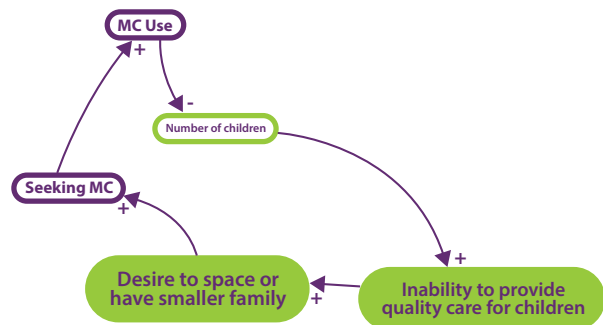 MC Use
+
-
Number of children
Seeking MC
+
+
Desire to space or
have smaller family
+
Inability to provide
quality care for children